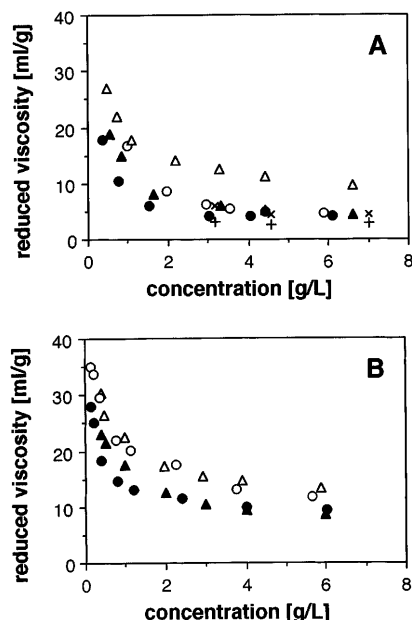 A
reduced viscosity [ml/g]
40
30
20
10
0
0 2 4 6 8
concentration [g/L]
B
reduced viscosity [ml/g]
40
30
20
10
0
0 2 4 6 8
concentration [g/L]